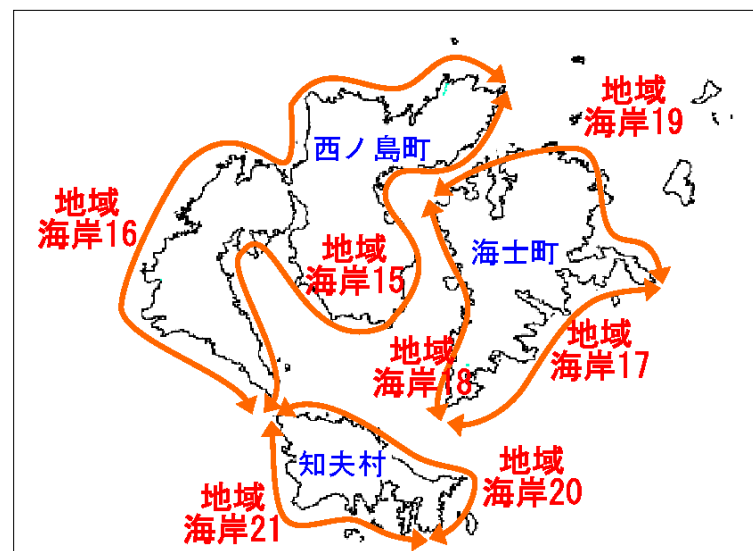 地域
海岸19
西ノ島町
地域
海岸16
地域
海岸15
海士町
地域
海岸18
地域
海岸17
知夫村
地域
海岸20
地域
海岸21